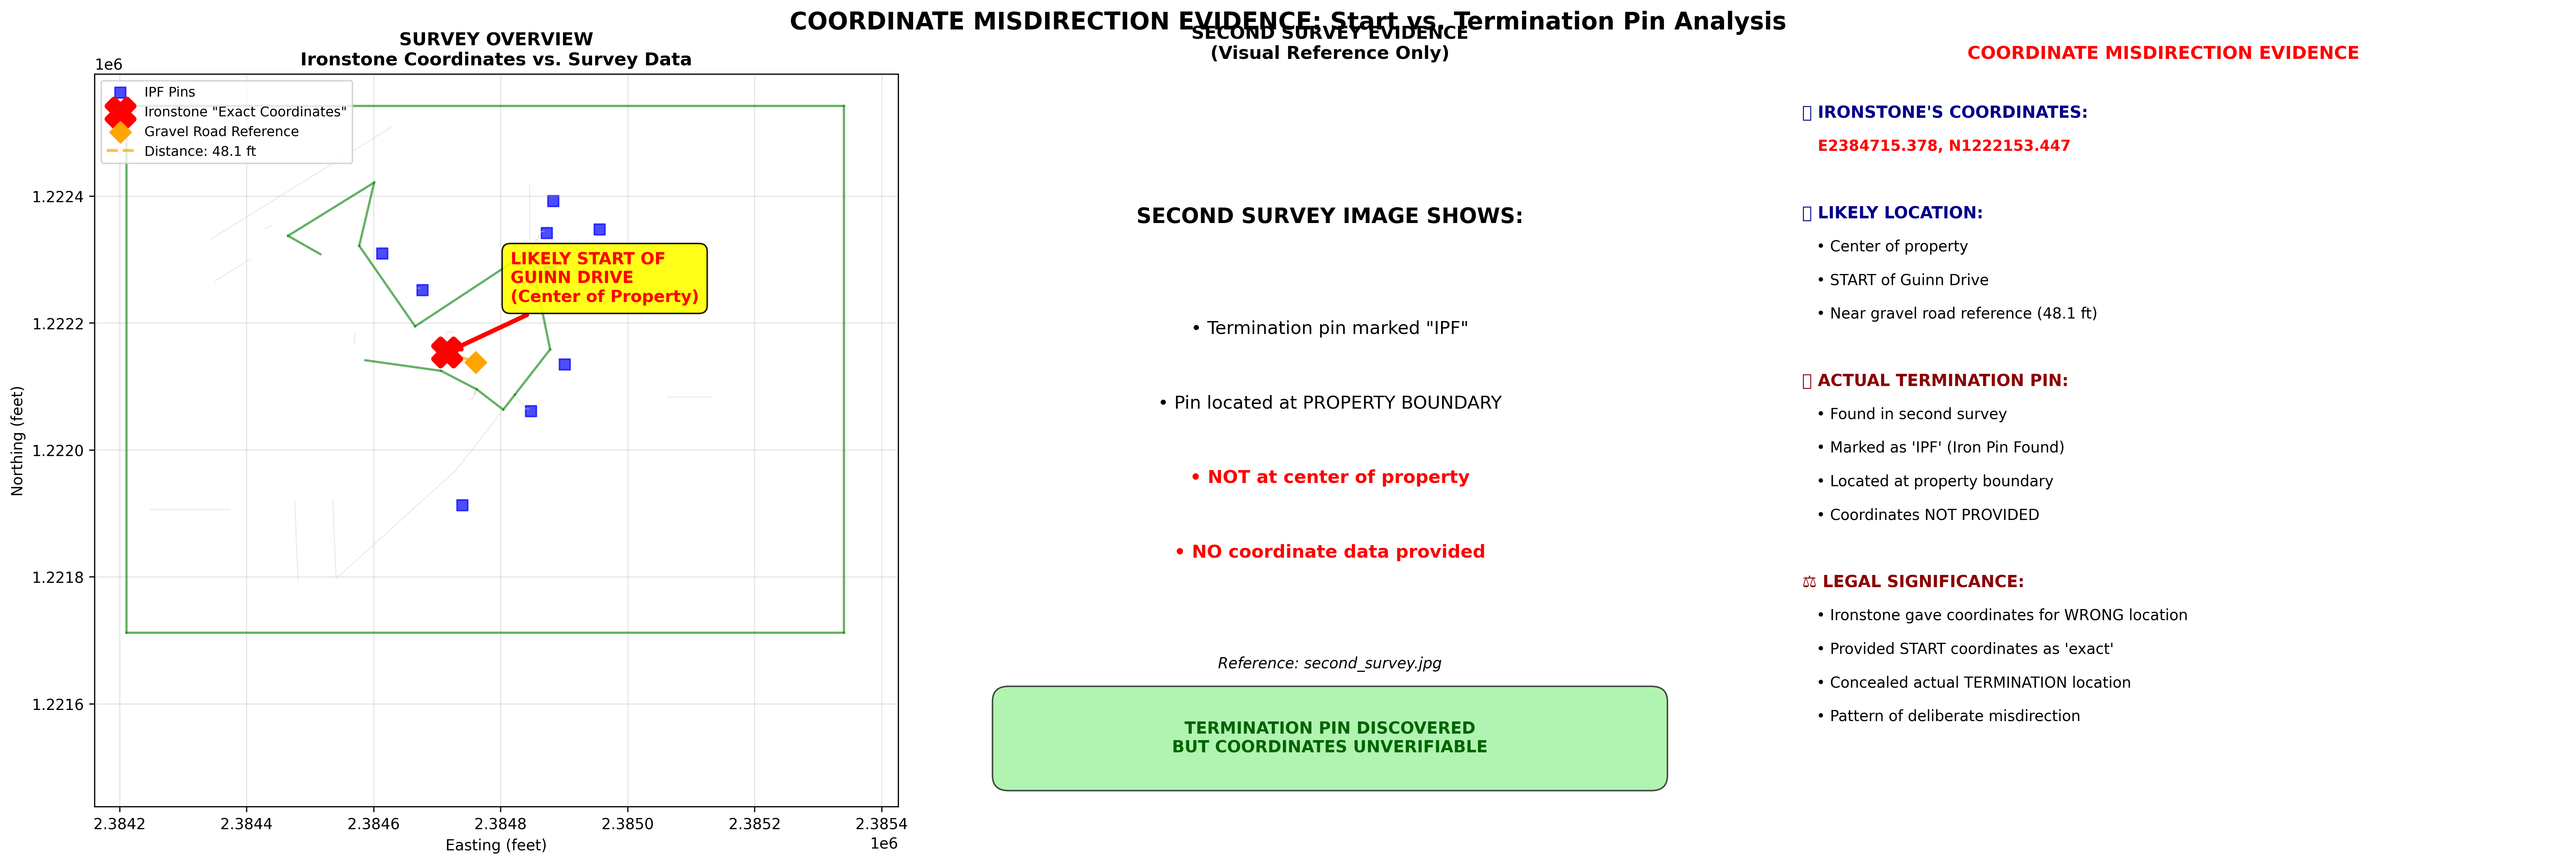 COORDINATE MISDIRECTION EVIDENCE: Start vs. Termination Pin Analysis
SURVEY OVERVIEW
Ironstone Coordinates vs. Survey Data
1e6
IPF Pins
Ironstone "Exact Coordinates"
Gravel Road Reference
Distance: 48.1 ft
LIKELY START OF
GUINN DRIVE
(Center of Property)
1.2224
1.2222
1.2220
1.2218
1.2216
Northing (feet)
2.3842
2.3844
2.3846
2.3848
2.3850
2.3852
2.3854
1e6
Easting (feet)
SECOND SURVEY EVIDENCE
(Visual Reference Only)
SECOND SURVEY IMAGE SHOWS:
• Termination pin marked "IPF"
• Pin located at PROPERTY BOUNDARY
• NOT at center of property
• NO coordinate data provided
Reference: second_survey.jpg
TERMINATION PIN DISCOVERED
BUT COORDINATES UNVERIFIABLE
COORDINATE MISDIRECTION EVIDENCE
IRONSTONE'S COORDINATES:
E2384715.378, N1222153.447
LIKELY LOCATION:
• Center of property
• START of Guinn Drive
• Near gravel road reference (48.1 ft)
ACTUAL TERMINATION PIN:
• Found in second survey
• Marked as 'IPF' (Iron Pin Found)
• Located at property boundary
• Coordinates NOT PROVIDED
⚖ LEGAL SIGNIFICANCE:
• Ironstone gave coordinates for WRONG location
• Provided START coordinates as 'exact'
• Concealed actual TERMINATION location
• Pattern of deliberate misdirection